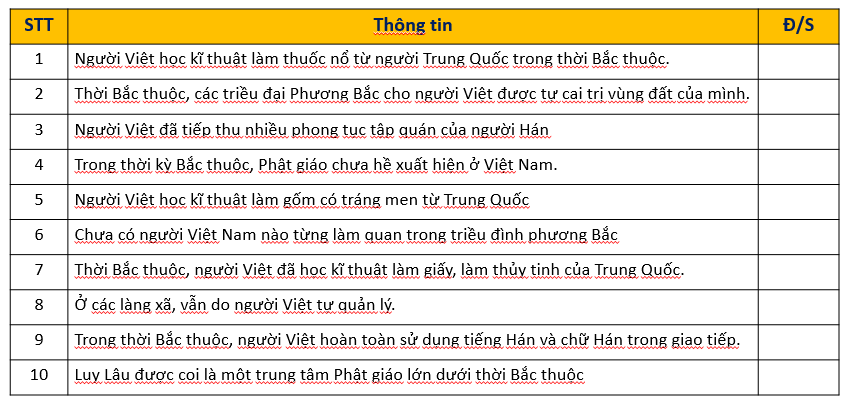 STT Thông tin Đ/S
1 Người Việt học kĩ thuật làm thuốc nổ từ người Trung Quốc trong thời Bắc thuộc.
2 Thời Bắc thuộc, các triều đại Phương Bắc cho người Việt được tự cai trị vùng đất của mình.
3 Người Việt đã tiếp thu nhiều phong tục tập quán của người Hán
4 Trong thời kỳ Bắc thuộc, Phật giáo chưa hề xuất hiện ở Việt Nam.
5 Người Việt học kĩ thuật làm gốm có tráng men từ Trung Quốc
6 Chưa có người Việt Nam nào từng làm quan trong triều đình phương Bắc
7 Thời Bắc thuộc, người Việt đã học kĩ thuật làm giấy, làm thủy tinh của Trung Quốc.
8 Ở các làng xã, vẫn do người Việt tự quản lý.
9 Trong thời Bắc thuộc, người Việt hoàn toàn sử dụng tiếng Hán và chữ Hán trong giao tiếp.
10 Luy Lâu được coi là một trung tâm Phật giáo lớn dưới thời Bắc thuộc